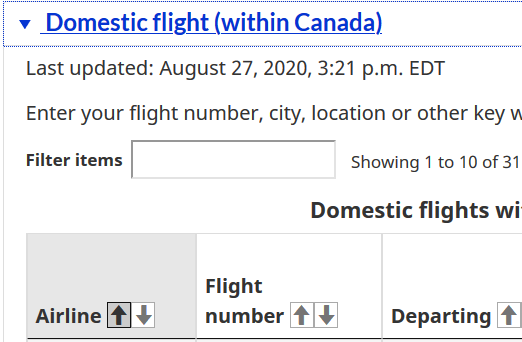 Domestic flight (within Canada)
Last updated: August 27, 2020, 3:21 p.m. EDT
Enter your flight number, city, location or other key
Filter items
Showing 1 to 10 of 31
Domestic flights
Airline
Flight
number
Departing